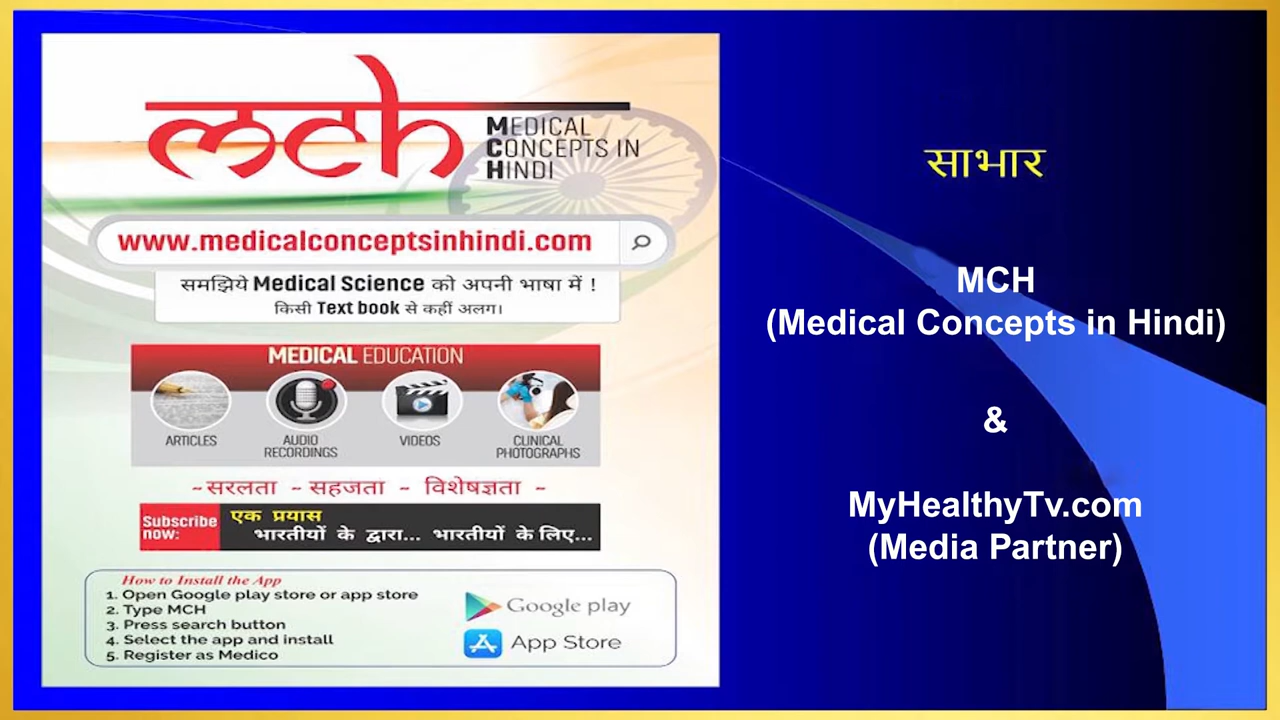 mch
MEDICAL
CONCEPTS IN
HINDI
www.medicalconceptsinhindi.com
समझिये Medical Science को अपनी भाषा में !
किसी Text book से कहीं अलग।
MEDICAL EDUCATION
ARTICLES
AUDIO
RECORDINGS
VIDEOS
CLINICAL
PHOTOGRAPHS
~सरलता ~ सहजता ~ विशेषज्ञता ~
Subscribe
now:
एक प्रयास
भारतीयों के द्वारा... भारतीयों के लिए...
How to Install the App
1. Open Google play store or app store
2. Type MCH
3. Press search button
4. Select the app and install
5. Register as Medico
Google play
App Store
साभार
MCH
(Medical Concepts in Hindi)
&
MyHealthyTv.com
(Media Partner)